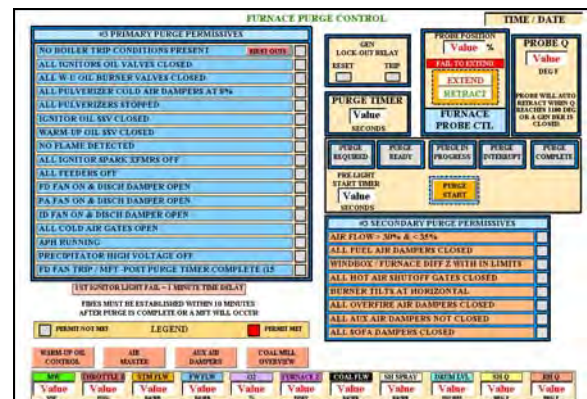 FURNACE PURGE CONTROL
TIME / DATE
#3 PRIMARY PURGE PERMISSIVES
NO BOILER TRIP CONDITIONS PRESENT
FIRST OUTS
ALL IGNITORS OIL VALVES CLOSED
ALL W-U OIL BURNER VALVES CLOSED
ALL PULVERIZER COLD AIR DAMPERS AT 8%
ALL PULVERIZERS STOPPED
IGNITOR OIL SSV CLOSED
WARM-UP OIL SSV CLOSED
NO FLAME DETECTED
ALL IGNITOR SPARK XFMRS OFF
ALL FEEDERS OFF
FD FAN ON & DISCH DAMPER OPEN
PA FAN ON & DISCH DAMPER OPEN
ID FAN ON & DISCH DAMPER OPEN
ALL COLD AIR GATES OPEN
APH RUNNING
PRECIPITATOR HIGH VOLTAGE OFF
FD FAN TRIP / MFT -POST PURGE TIMER COMPLETE (15
1ST IGNITOR LIGHT FAIL = 1 MINUTE TIME DELAY
FIRES MUST BE ESTABLISHED WITHIN 10 MINUTES
AFTER PURGE IS COMPLETE OR A MFT WILL OCCUR
PERMIT NOT MET
LEGEND
PERMIT MET
GEN
LOCK-OUT RELAY
RESET TRIP
PURGE TIMER
Value
SECONDS
PROBE POSITION
Value %
FAIL TO EXTEND
EXTEND
RETRACT
FURNACE
PROBE CTL
PROBE Q
Value
DEG F
PROBE WILL AUTO
RETRACT WHEN Q
REACHES 1100 DEG
OR A GEN BKR IS
CLOSED.
PURGE
REQUIRED
PURGE
READY
PURGE IN
PROGRESS
PURGE
INTERRUPT
PURGE
COMPLETE
PRE-LIGHT
START TIMER
Value
SECONDS
PURGE
START
#3 SECONDARY PURGE PERMISSIVES
AIR FLOW > 30% & < 35%
ALL FUEL AIR DAMPERS CLOSED
WINDBOX / FURNACE DIFF Z WITH IN LIMITS
ALL HOT AIR SHUTOFF GATES CLOSED
BURNER TILTS AT HORIZONTAL
ALL OVERFIRE AIR DAMPERS CLOSED
ALL AUX AIR DAMPERS NOT CLOSED
ALL SOFA DAMPERS CLOSED
WARM-UP OIL
CONTROL
AIR
MASTER
AUX AIR
DAMPERS
COAL MILL
OVERVIEW
MW
STM FLW
FW FLW
O2
COAL FLW
SH SPRAY
DRUM LVL
SH Q
RH Q
Value Value Value Value Value Value Value Value Value Value Value